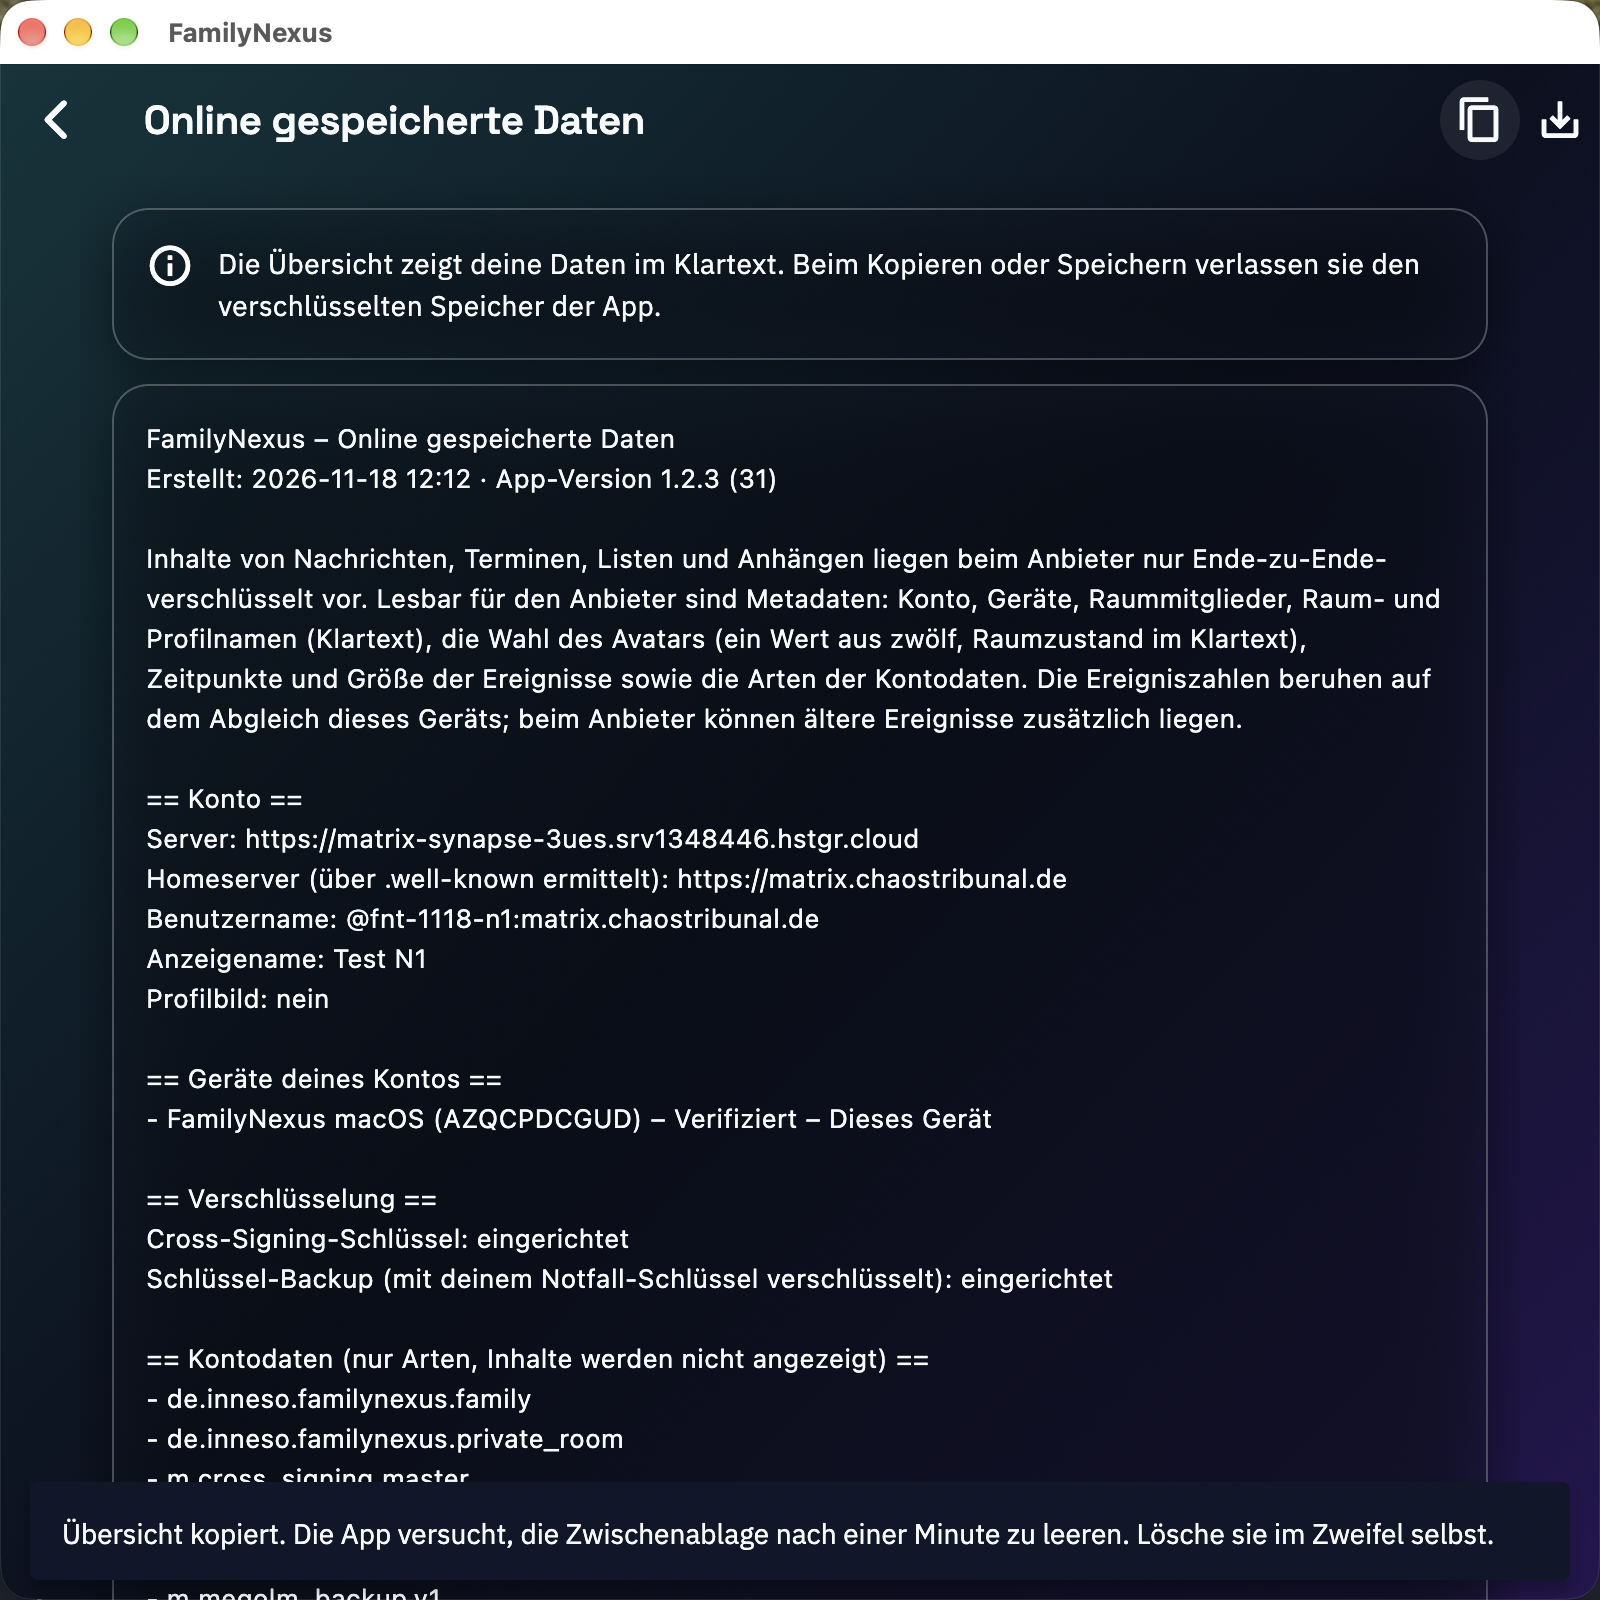 FamilyNexus
Online gespeicherte Daten
Die Übersicht zeigt deine Daten im Klartext. Beim Kopieren oder Speichern verlassen sie den
verschlüsselten Speicher der App.
FamilyNexus – Online gespeicherte Daten
Erstellt: 2026-11-18 12:12 · App-Version 1.2.3 (31)
Inhalte von Nachrichten, Terminen, Listen und Anhängen liegen beim Anbieter nur Ende-zu-Ende-
verschlüsselt vor. Lesbar für den Anbieter sind Metadaten: Konto, Geräte, Raummitglieder, Raum- und
Profilnamen (Klartext), die Wahl des Avatars (ein Wert aus zwölf, Raumzustand im Klartext),
Zeitpunkte und Größe der Ereignisse sowie die Arten der Kontodaten. Die Ereigniszahlen beruhen auf
dem Abgleich dieses Geräts; beim Anbieter können ältere Ereignisse zusätzlich liegen.
== Konto ==
Server: https://matrix-synapse-3ues.srv1348446.hstgr.cloud
Homeserver (über .well-known ermittelt): https://matrix.chaostribunal.de
Benutzername: @fnt-1118-n1:matrix.chaostribunal.de
Anzeigename: Test N1
Profilbild: nein
== Geräte deines Kontos ==
- FamilyNexus macOS (AZQCPDCGUD) – Verifiziert – Dieses Gerät
== Verschlüsselung ==
Cross-Signing-Schlüssel: eingerichtet
Schlüssel-Backup (mit deinem Notfall-Schlüssel verschlüsselt): eingerichtet
== Kontodaten (nur Arten, Inhalte werden nicht angezeigt) ==
- de.inneso.familynexus.family
- de.inneso.familynexus.private_room
- m.cross_signing.master
Übersicht kopiert. Die App versucht, die Zwischenablage nach einer Minute zu leeren. Lösche sie im Zweifel selbst.
- m.megolm_backup.v1